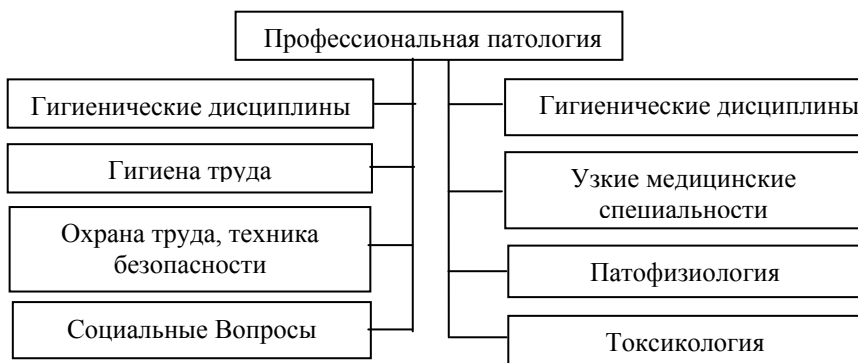 Профессиональная патология
Гигиенические дисциплины
Гигиена труда
Охрана труда, техника
безопасности
Социальные Вопросы
Гигиенические дисциплины
Узкие медицинские
специальности
Патофизиология
Токсикология